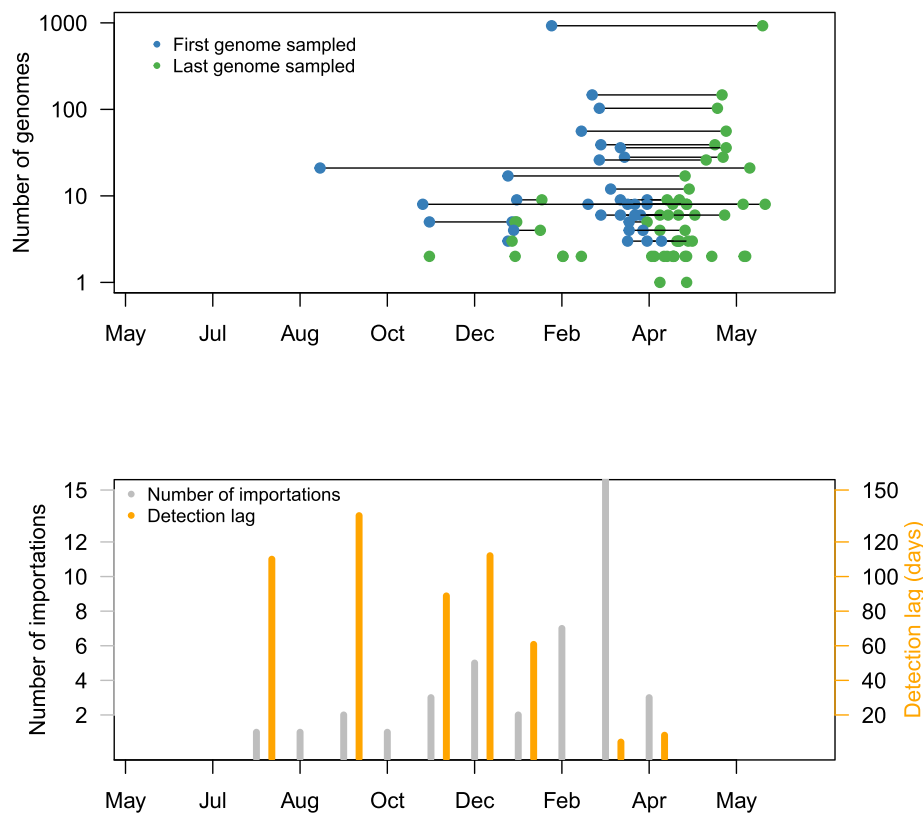 Number of genomes
1000
100
10
1
First genome sampled
Last genome sampled
May Jul Aug Oct Dec Feb Apr May
Number of importations
15
12
10
8
6
4
2
Number of importations
Detection lag
150
120
100
80
60
40
20
Detection lag (days)
May Jul Aug Oct Dec Feb Apr May